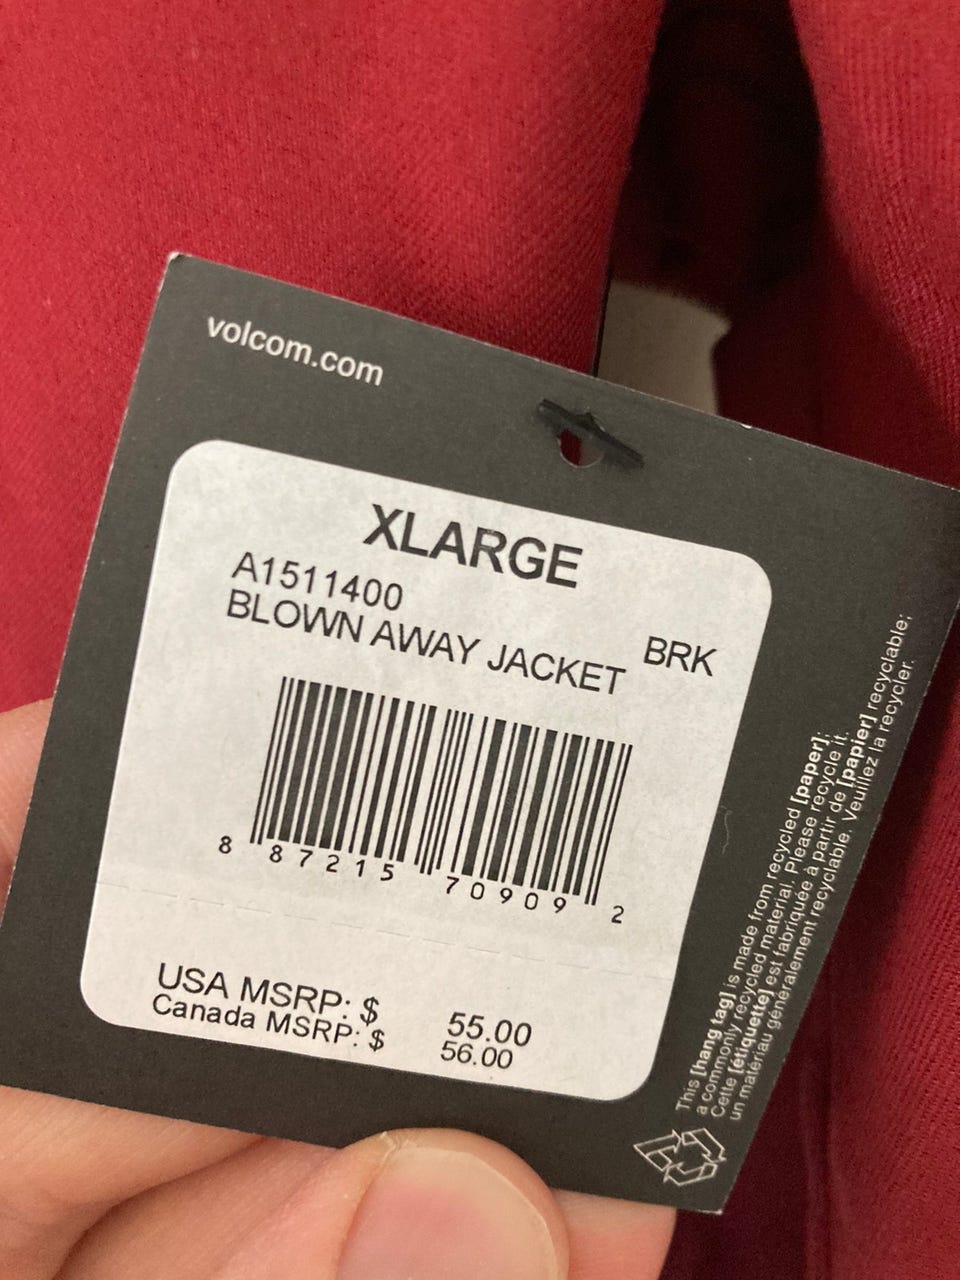 volcom.com
XLARGE
A1511400
BLOWN AWAY JACKET BRK
8 87215 70909 2
USA MSRP: $ 55.00
Canada MSRP: $ 56.00
This [hang tag] is made from recycled [paper];
a commonly recycled material. Please recycle it.
Cette [étiquette] est fabriquée à partir de [papier] recyclable;
un matériau généralement recyclable. Veuillez la recycler.